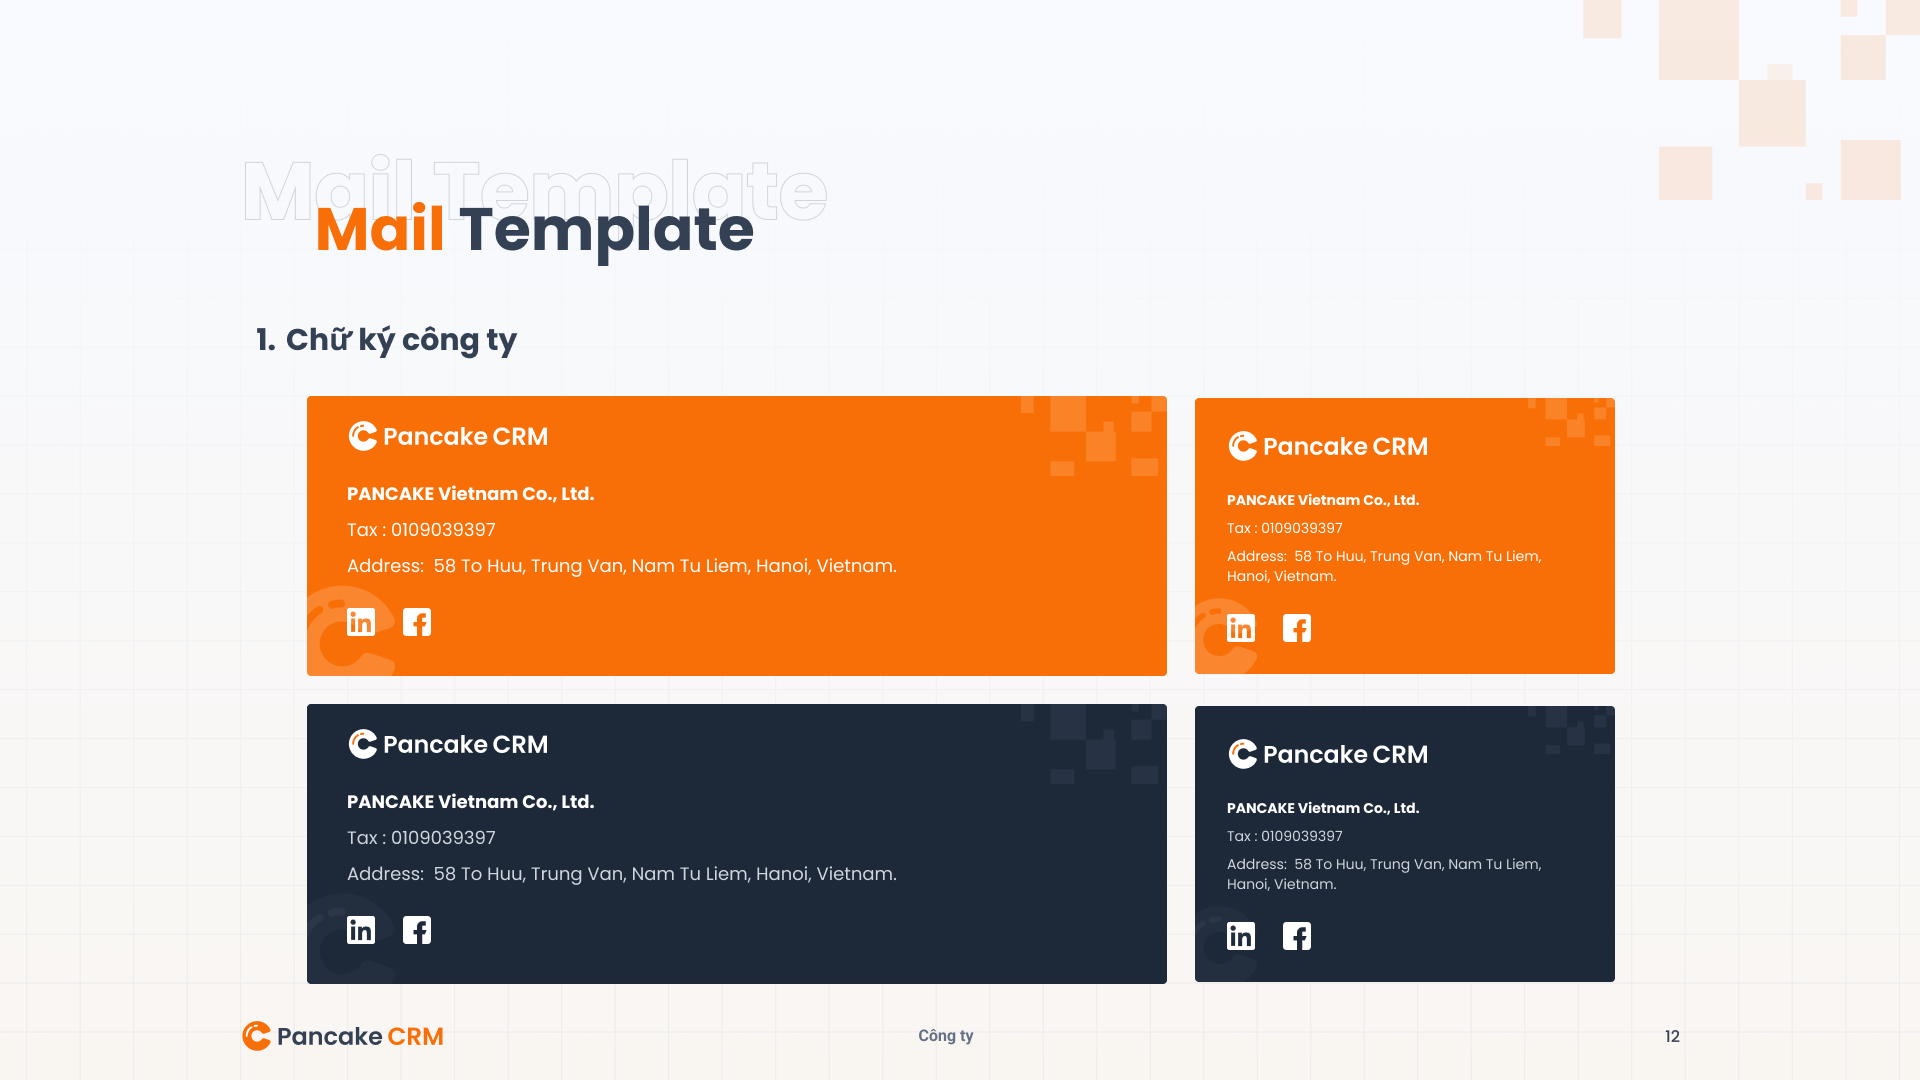 Mail Template
Mail Template
1. Chữ ký công ty
Pancake CRM
PANCAKE Vietnam Co., Ltd.
Tax : 0109039397
Address: 58 To Huu, Trung Van, Nam Tu Liem, Hanoi, Vietnam.
in f
Pancake CRM
PANCAKE Vietnam Co., Ltd.
Tax : 0109039397
Address: 58 To Huu, Trung Van, Nam Tu Liem,
Hanoi, Vietnam.
in f
Pancake CRM
PANCAKE Vietnam Co., Ltd.
Tax : 0109039397
Address: 58 To Huu, Trung Van, Nam Tu Liem, Hanoi, Vietnam.
in f
Pancake CRM
PANCAKE Vietnam Co., Ltd.
Tax : 0109039397
Address: 58 To Huu, Trung Van, Nam Tu Liem,
Hanoi, Vietnam.
in f
Pancake CRM
Công ty
12